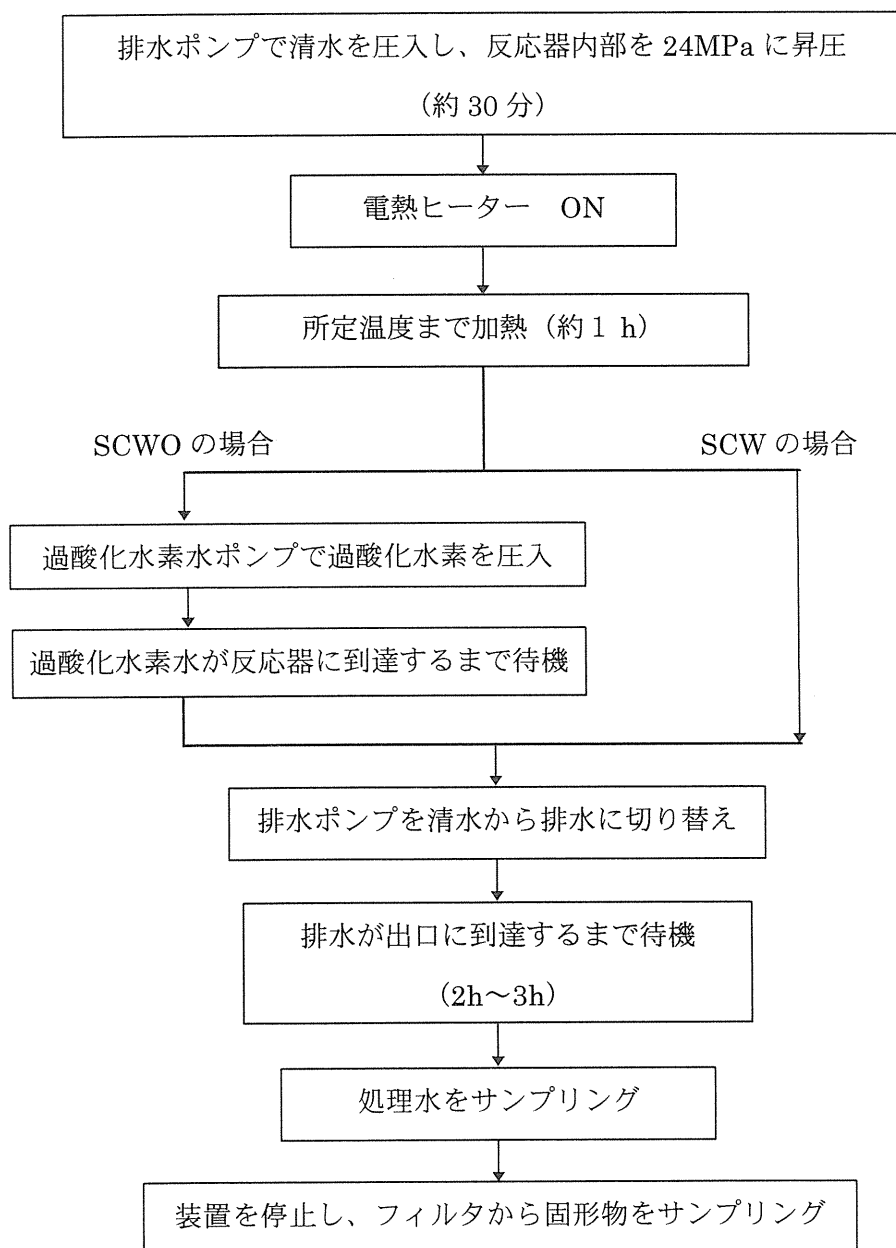 排水ポンプで清水を圧入し、反応器内部を 24MPa に昇圧
（約 30 分）
電熱ヒーター　ON
所定温度まで加熱（約１ h）
SCWO の場合
SCW の場合
過酸化水素水ポンプで過酸化水素を圧入
過酸化水素水が反応器に到達するまで待機
排水ポンプを清水から排水に切り替え
排水が出口に到達するまで待機
（2h～3h）
処理水をサンプリング
装置を停止し、フィルタから固形物をサンプリング